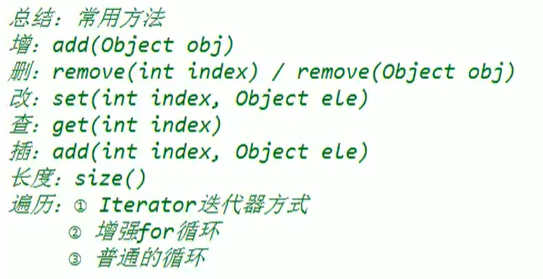 总结：常用方法
增：add(Object obj)
删：remove(int index) / remove(Object obj)
改：set(int index, Object ele)
查：get(int index)
插：add(int index, Object ele)
长度：size()
遍历：① Iterator迭代器方式
② 增强for循环
③ 普通的循环